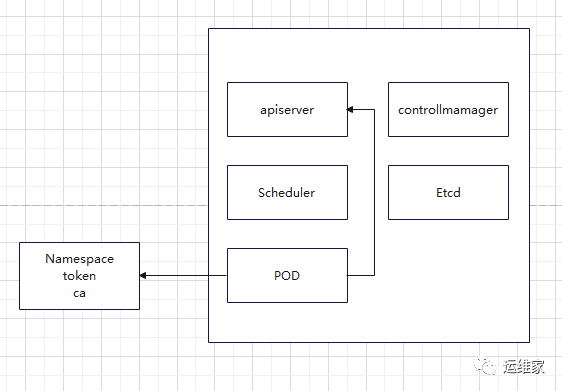 apiserver
controllmamager
Scheduler
Etcd
Namespace
token
ca
POD
运维家